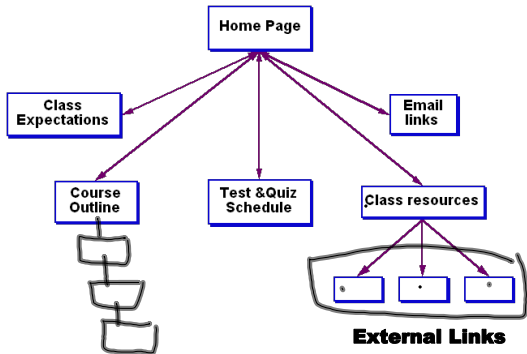 Home Page
Class
Expectations
Email
links
Course
Outline
Test &Quiz
Schedule
Class resources
External Links